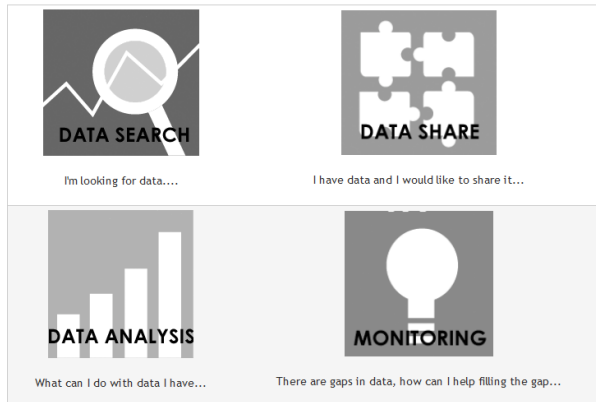 DATA SEARCH
DATA SHARE
I'm looking for data....
I have data and I would like to share it...
DATA ANALYSIS
MONITORING
What can I do with data I have...
There are gaps in data, how can I help filling the gap...